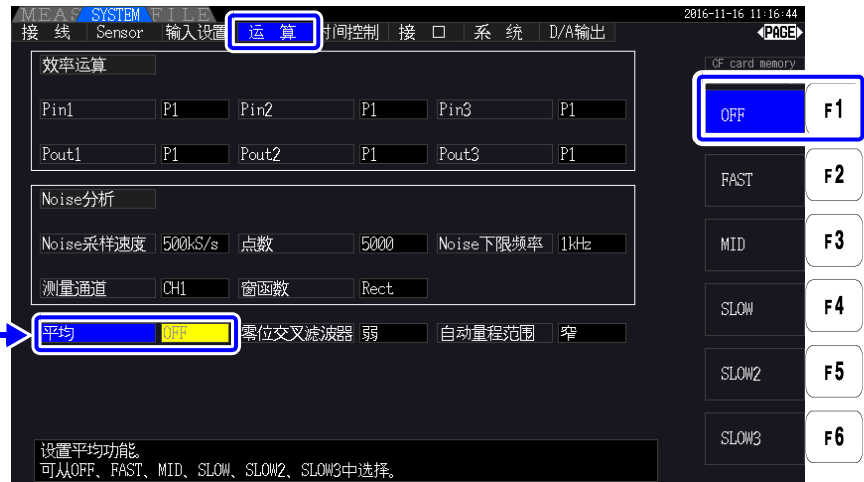 MEAS SYSTEM FILE 2016-11-16 11:16:44
接 线 Sensor 输入设置 运 算 时间控制 接 口 系 统 D/A输出 PAGE
效率运算 CF card memory
Pin1 P1 Pin2 P1 Pin3 P1 OFF F1
Pout1 P1 Pout2 P1 Pout3 P1
FAST F2
Noise分析
Noise采样速度 500kS/s 点数 5000 Noise下限频率 1kHz MID F3
测量通道 CH1 窗函数 Rect
SLOW F4
平均 OFF 零位交叉滤波器 弱 自动量程范围 窄
SLOW2 F5
SLOW3 F6
设置平均功能。
可从OFF、FAST、MID、SLOW、SLOW2、SLOW3中选择。